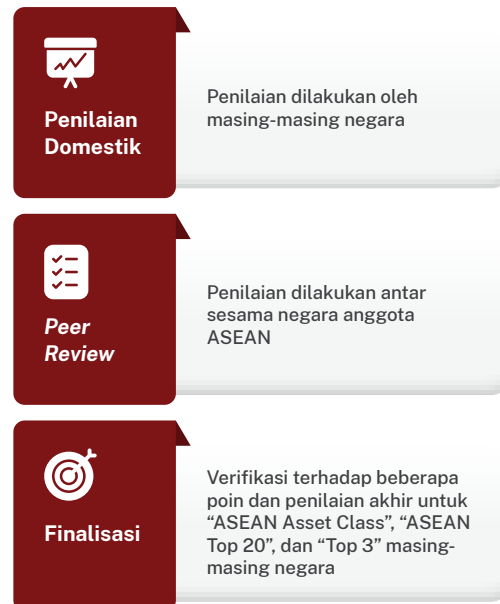 Penilaian
Domestik
Penilaian dilakukan oleh
masing-masing negara
Peer
Review
Penilaian dilakukan antar
sesama negara anggota
ASEAN
Finalisasi
Verifikasi terhadap beberapa
poin dan penilaian akhir untuk
“ASEAN Asset Class”, “ASEAN
Top 20”, dan “Top 3” masing-
masing negara